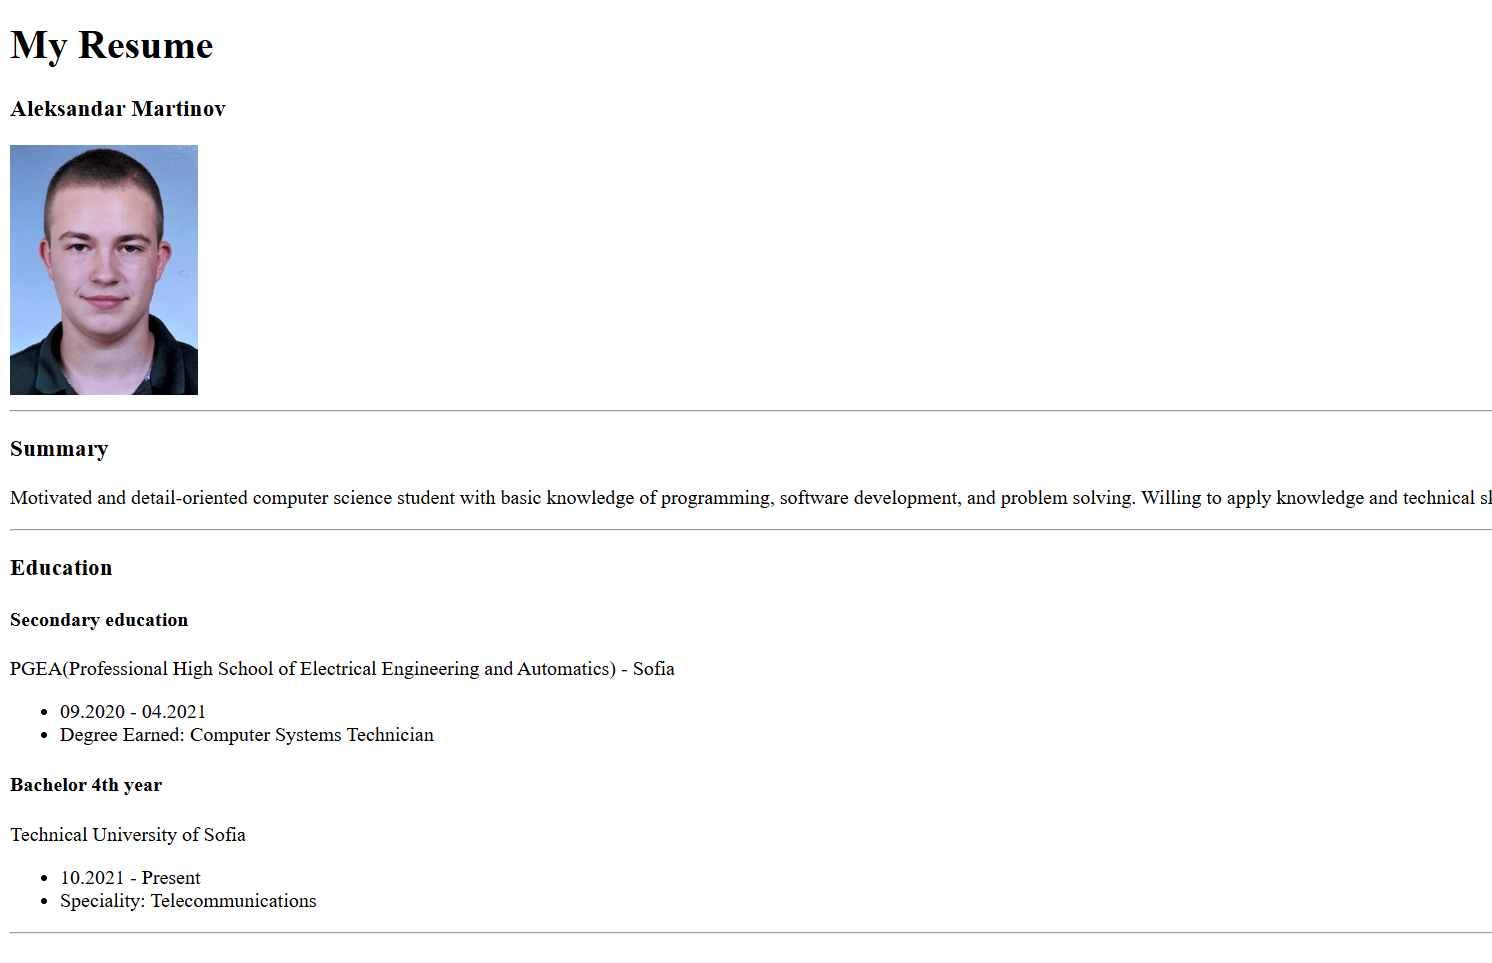 My Resume
Aleksandar Martinov
Summary
Motivated and detail-oriented computer science student with basic knowledge of programming, software development, and problem solving. Willing to apply knowledge and technical
Education
Secondary education
PGEA(Professional High School of Electrical Engineering and Automatics) - Sofia
09.2020 - 04.2021
Degree Earned: Computer Systems Technician
Bachelor 4th year
Technical University of Sofia
10.2021 - Present
Speciality: Telecommunications